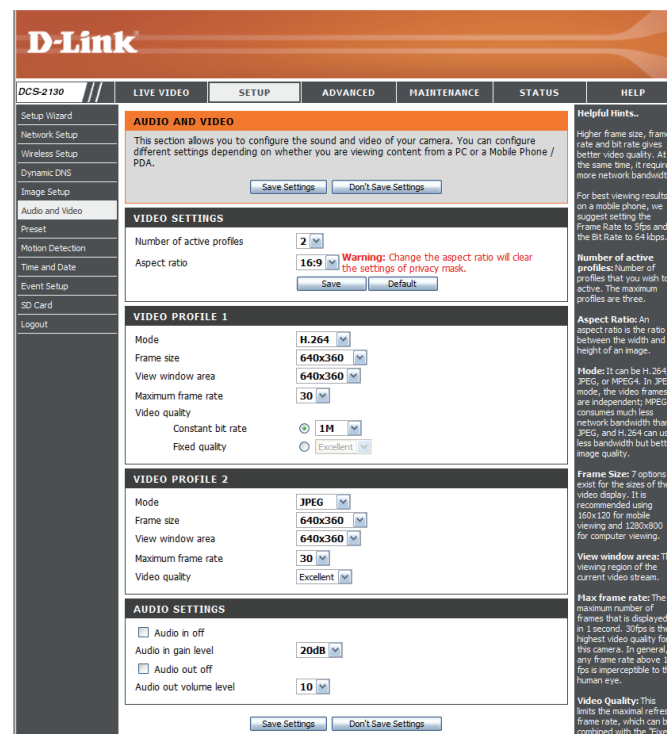 D-Link
DCS-2130 LIVE VIDEO SETUP ADVANCED MAINTENANCE STATUS HELP
Setup Wizard
Network Setup
Wireless Setup
Dynamic DNS
Image Setup
Audio and Video
Preset
Motion Detection
Time and Date
Event Setup
SD Card
Logout
AUDIO AND VIDEO
This section allows you to configure the sound and video of your camera. You can configure
different settings depending on whether you are viewing content from a PC or a Mobile Phone /
PDA.
Save Settings Don't Save Settings
VIDEO SETTINGS
Number of active profiles 2
Aspect ratio 16:9 Warning: Change the aspect ratio will clear
the settings of privacy mask.
Save Default
VIDEO PROFILE 1
Mode H.264
Frame size 640x360
View window area 640x360
Maximum frame rate 30
Video quality
Constant bit rate 1M
Fixed quality Excellent
VIDEO PROFILE 2
Mode JPEG
Frame size 640x360
View window area 640x360
Maximum frame rate 30
Video quality Excellent
AUDIO SETTINGS
Audio in off
Audio in gain level 20dB
Audio out off
Audio out volume level 10
Save Settings Don't Save Settings
Helpful Hints..
Higher frame size, frame
rate and bit rate gives
better video quality. At
the same time, it require
more network bandwidt
For best viewing results
on a mobile phone, we
suggest setting the
Frame Rate to 5fps and
the Bit Rate to 64 kbps.
Number of active
profiles: Number of
profiles that you wish to
active. The maximum
profiles are three.
Aspect Ratio: An
aspect ratio is the ratio
between the width and
height of an image.
Mode: It can be H.264
JPEG, or MPEG4. In JPE
mode, the video frames
are independent; MPEG
consumes much less
network bandwidth than
JPEG, and H.264 can us
less bandwidth but bett
image quality.
Frame Size: 7 options
exist for the sizes of the
video display. It is
recommended using
160x120 for mobile
viewing and 1280x800
for computer viewing.
View window area: Th
viewing region of the
current video stream.
Max frame rate: The
maximum number of
frames that is displayed
in 1 second. 30fps is the
highest video quality for
this camera. In general,
any frame rate above 1
fps is imperceptible to th
human eye.
Video Quality: This
limits the maximal refres
frame rate, which can b
combined with the "Fixe